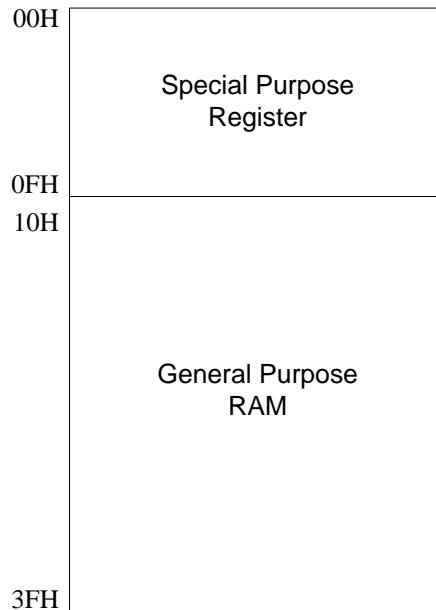 00H
Special Purpose
Register
0FH
10H
General Purpose
RAM
3FH